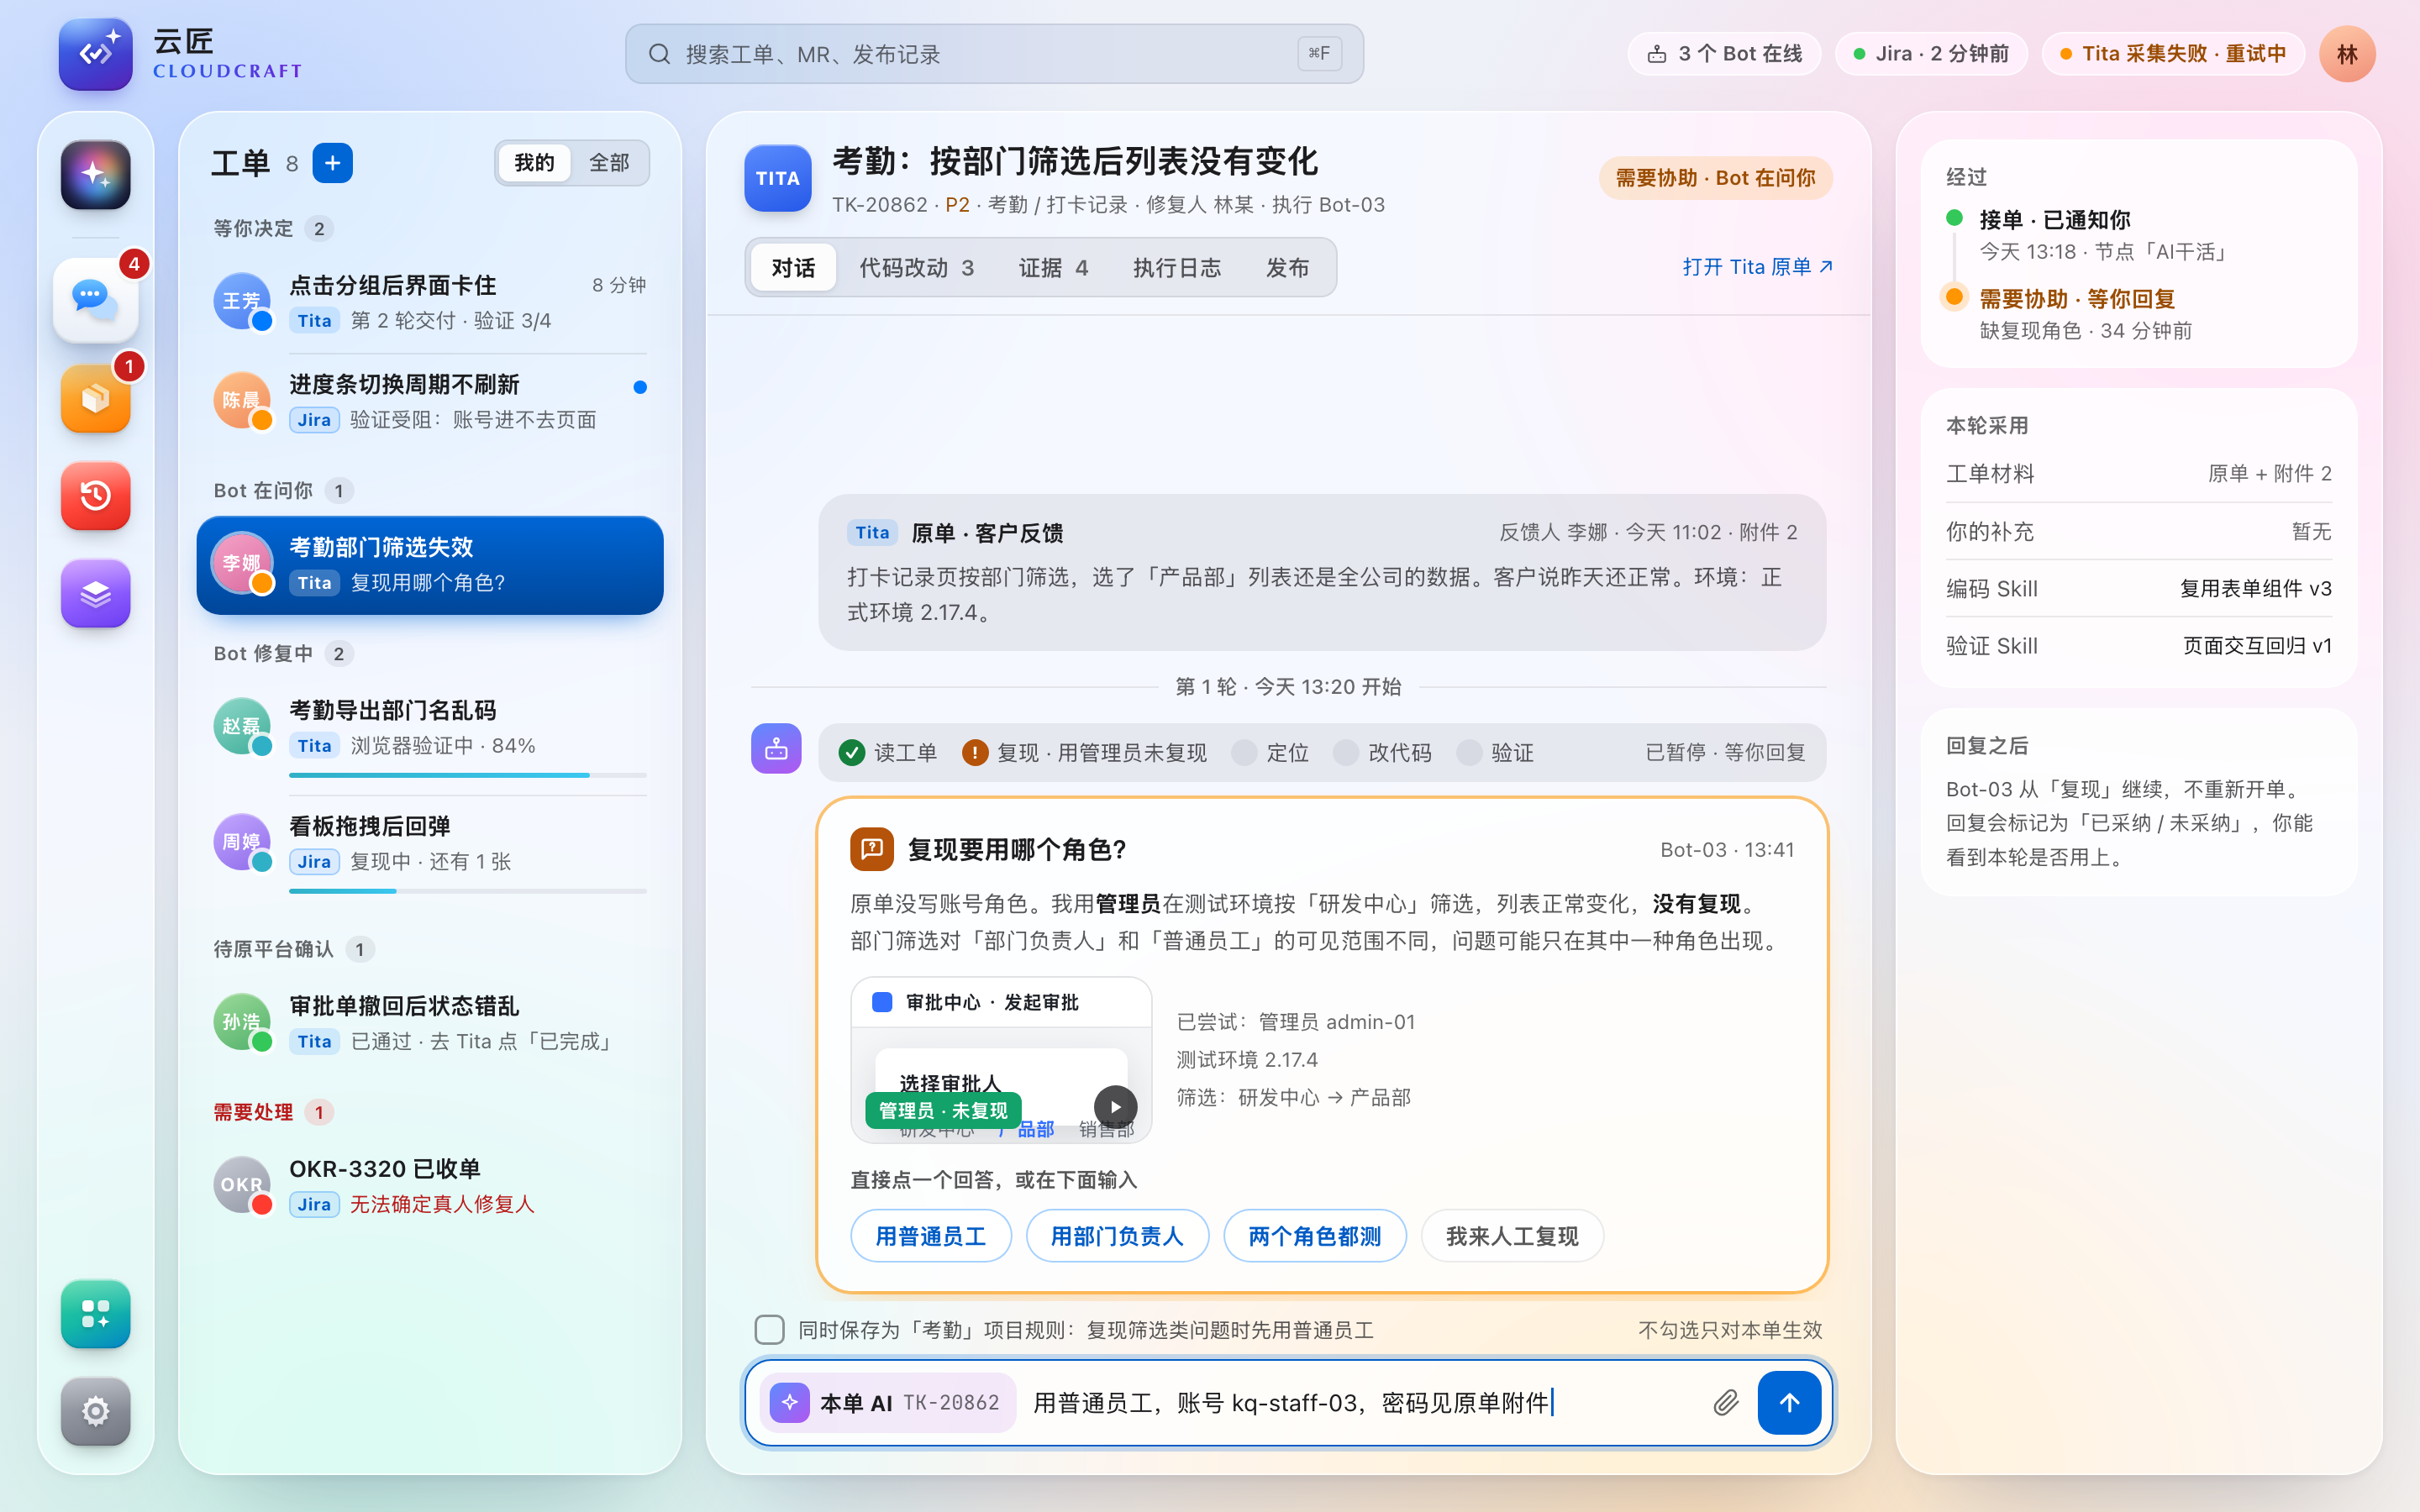 云匠
CLOUDCRAFT
搜索工单、MR、发布记录
⌘F
3 个 Bot 在线
Jira · 2 分钟前
Tita 采集失败 · 重试中
林
4
1
工单 8
我的
全部
等你决定 2
王芳
点击分组后界面卡住
8 分钟
Tita 第 2 轮交付 · 验证 3/4
陈晨
进度条切换周期不刷新
Jira 验证受阻：账号进不去页面
Bot 在问你 1
李娜
考勤部门筛选失效
Tita 复现用哪个角色?
Bot 修复中 2
赵磊
考勤导出部门名乱码
Tita 浏览器验证中 · 84%
周婷
看板拖拽后回弹
Jira 复现中 · 还有 1 张
待原平台确认 1
孙浩
审批单撤回后状态错乱
Tita 已通过 · 去 Tita 点「已完成」
需要处理 1
OKR
OKR-3320 已收单
Jira 无法确定真人修复人
TITA
考勤：按部门筛选后列表没有变化
TK-20862 · P2 · 考勤 / 打卡记录 · 修复人 林某 · 执行 Bot-03
需要协助 · Bot 在问你
对话
代码改动 3
证据 4
执行日志
发布
打开 Tita 原单
Tita 原单 · 客户反馈
反馈人 李娜 · 今天 11:02 · 附件 2
打卡记录页按部门筛选，选了「产品部」列表还是全公司的数据。客户说昨天还正常。环境：正
式环境 2.17.4。
第 1 轮 · 今天 13:20 开始
读工单
复现 · 用管理员未复现
定位
改代码
验证
已暂停 · 等你回复
复现要用哪个角色?
Bot-03 · 13:41
原单没写账号角色。我用管理员在测试环境按「研发中心」筛选，列表正常变化，没有复现。
部门筛选对「部门负责人」和「普通员工」的可见范围不同，问题可能只在其中一种角色出现。
审批中心 · 发起审批
选择审批人
管理员 · 未复现
研发中心 产品部 销售部
已尝试：管理员 admin-01
测试环境 2.17.4
筛选：研发中心 → 产品部
直接点一个回答，或在下面输入
用普通员工
用部门负责人
两个角色都测
我来人工复现
同时保存为「考勤」项目规则：复现筛选类问题时先用普通员工
不勾选只对本单生效
本单 AI TK-20862
用普通员工，账号 kq-staff-03，密码见原单附件
经过
接单 · 已通知你
今天 13:18 · 节点「AI干活」
需要协助 · 等你回复
缺复现角色 · 34 分钟前
本轮采用
工单材料 原单 + 附件 2
你的补充 暂无
编码 Skill 复用表单组件 v3
验证 Skill 页面交互回归 v1
回复之后
Bot-03 从「复现」继续，不重新开单。
回复会标记为「已采纳 / 未采纳」，你能
看到本轮是否用上。